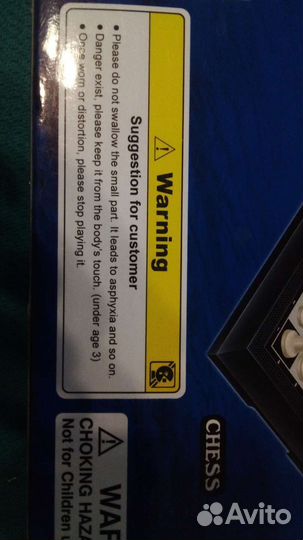 Warning
Suggestion for customer
• Please do not swallow the small part. It leads to asphyxia and so on.
• Danger exist, please keep it from the body's touch. (under age 3)
• Once worn or distortion, please stop playing it.
CHESS
CHOKING HAZA
Not for Children
Avito